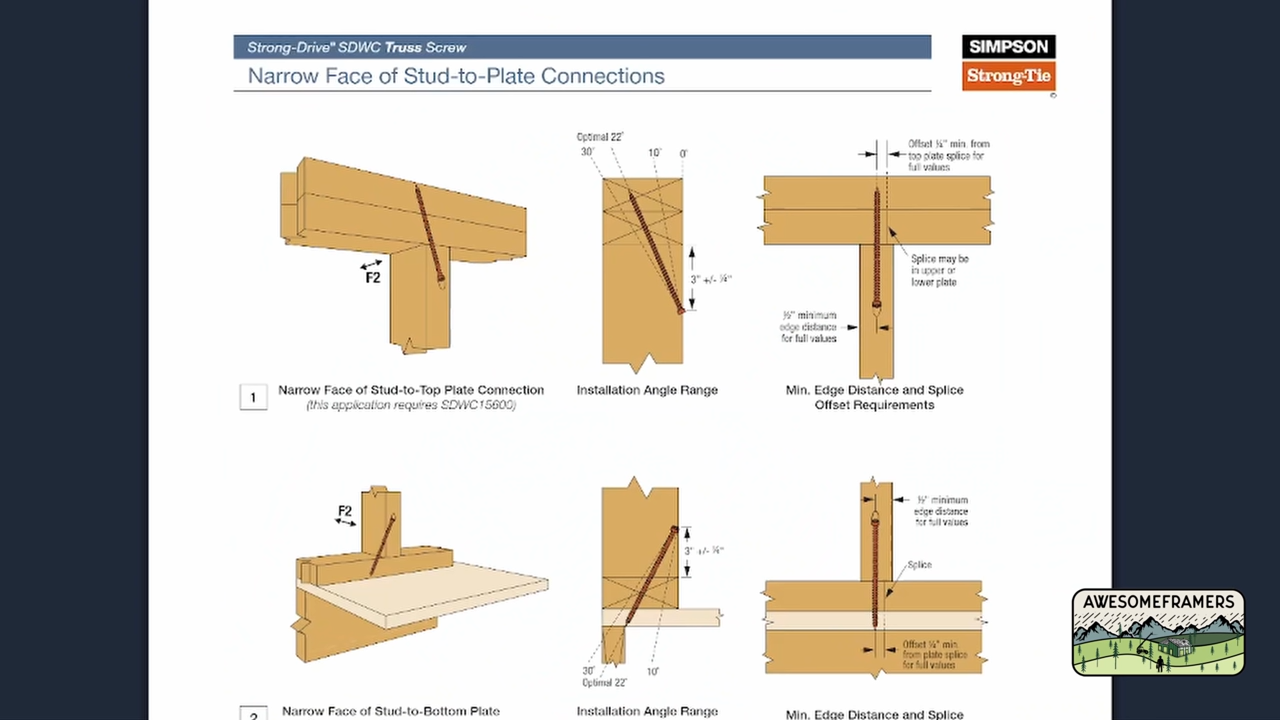 Strong-Drive® SDWC Truss Screw
Narrow Face of Stud-to-Plate Connections
SIMPSON
Strong-Tie
®
Optimal 22°
30°
10°
0°
Offset ¼" min. from
top plate splice for
full values
F2
3" +/- ¼"
Splice may be
in upper or
lower plate
½" minimum
edge distance
for full values
1
Narrow Face of Stud-to-Top Plate Connection
(this application requires SDWC15600)
Installation Angle Range
Min. Edge Distance and Splice
Offset Requirements
F2
3" +/- ¼"
½" minimum
edge distance
for full values
Splice
30°
Optimal 22°
10°
Offset ¼" min.
from plate splice
for full values
2
Narrow Face of Stud-to-Bottom Plate
Installation Angle Range
Min. Edge Distance and Splice
AWESOMEFRAMERS